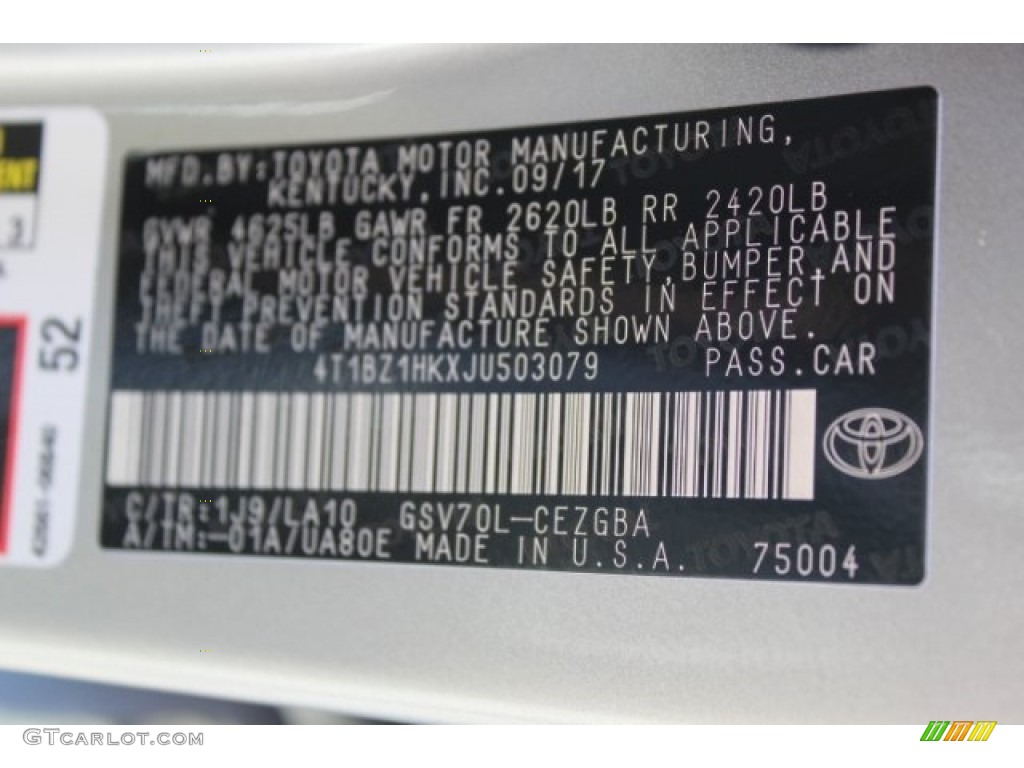 MFD.BY:TOYOTA MOTOR MANUFACTURING,
KENTUCKY,INC.09/17
GVWR 4625LB GAWR FR 2620LB RR 2420LB
THIS VEHICLE CONFORMS TO ALL APPLICABLE
FEDERAL MOTOR VEHICLE SAFETY,BUMPER,AND
THEFT PREVENTION STANDARDS IN EFFECT ON
THE DATE OF MANUFACTURE SHOWN ABOVE.
4T1BZ1HKXJU503079 PASS.CAR
C/TR:1J9/LA10 GSV70L-CEZGBA
A/TM:-01A/UA80E MADE IN U.S.A. 75004
52
GTCARLOT.COM